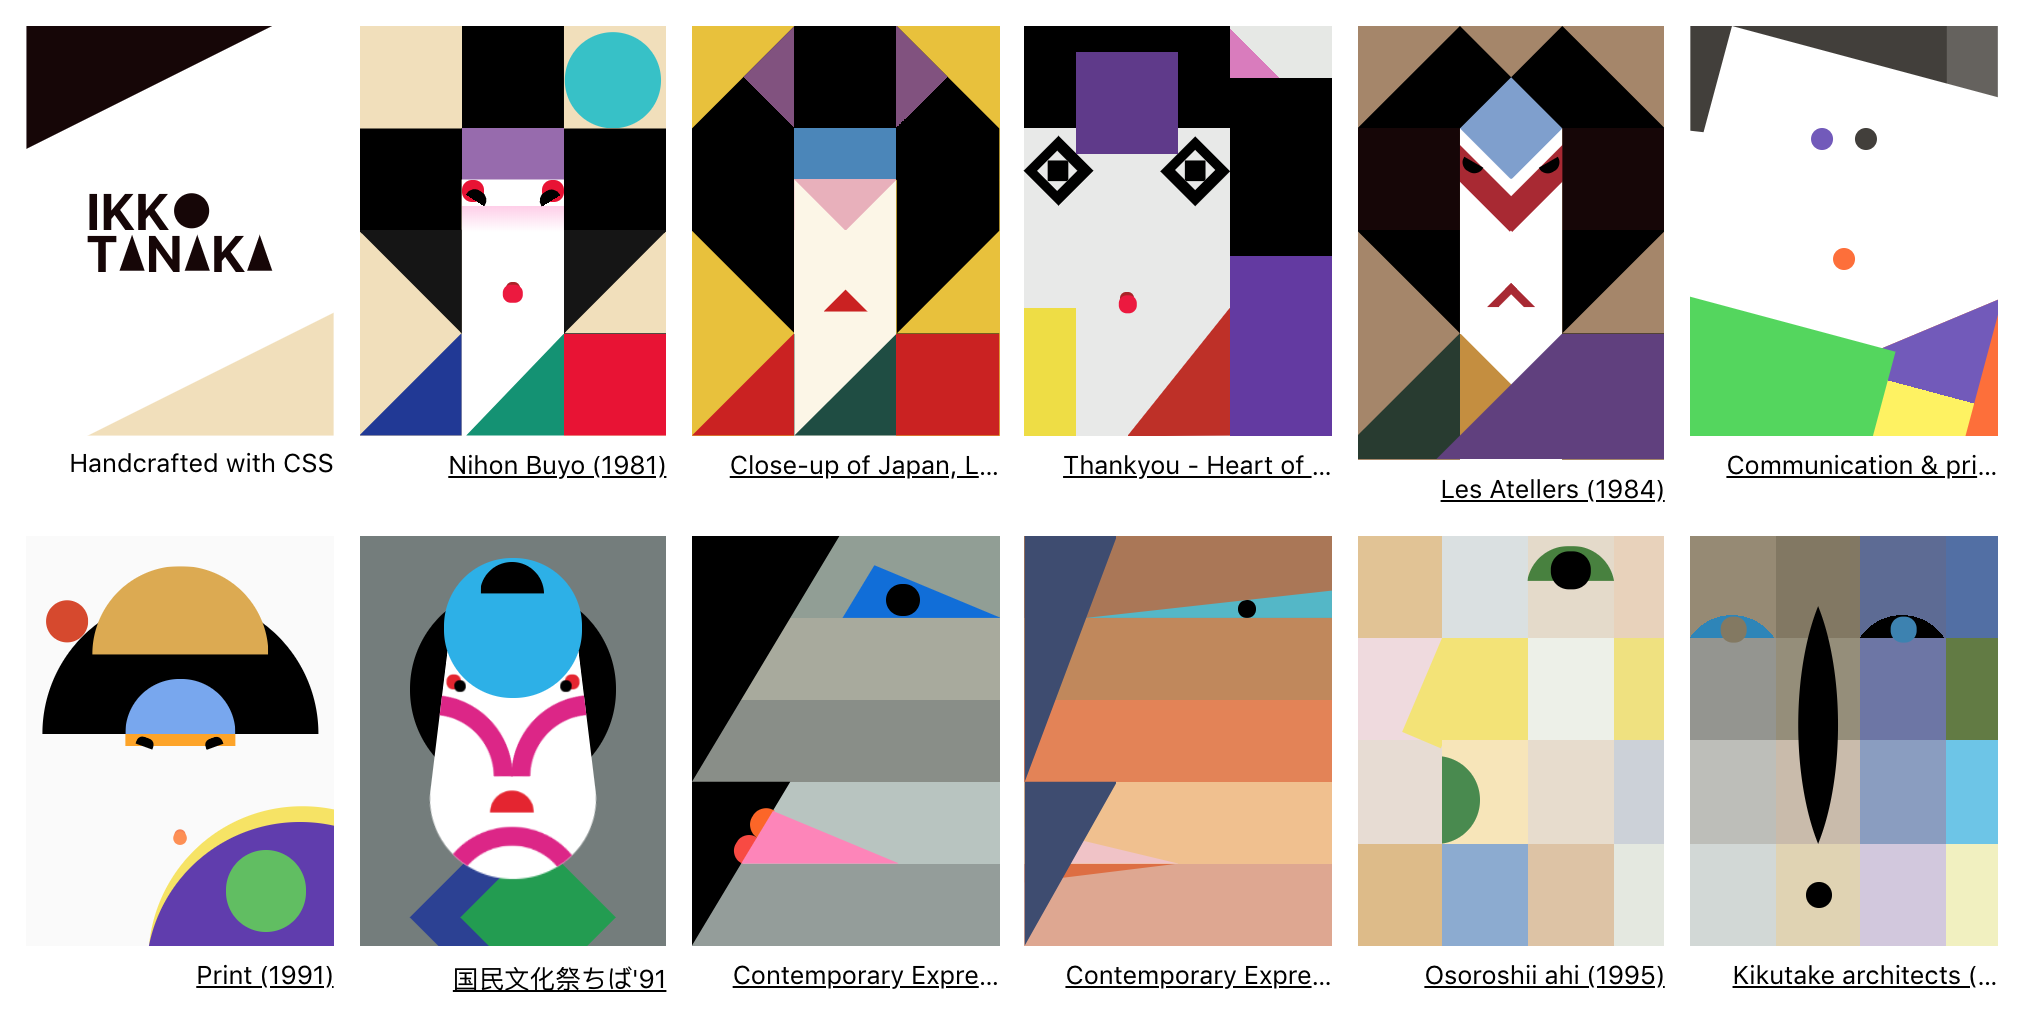 IKKO
TANAKA
Handcrafted with CSS
Nihon Buyo (1981)
Close-up of Japan, L...
Thankyou - Heart of ...
Les Atellers (1984)
Communication & pri...
Print (1991)
国民文化祭ちば'91
Contemporary Expre...
Contemporary Expre...
Osoroshii ahi (1995)
Kikutake architects (...